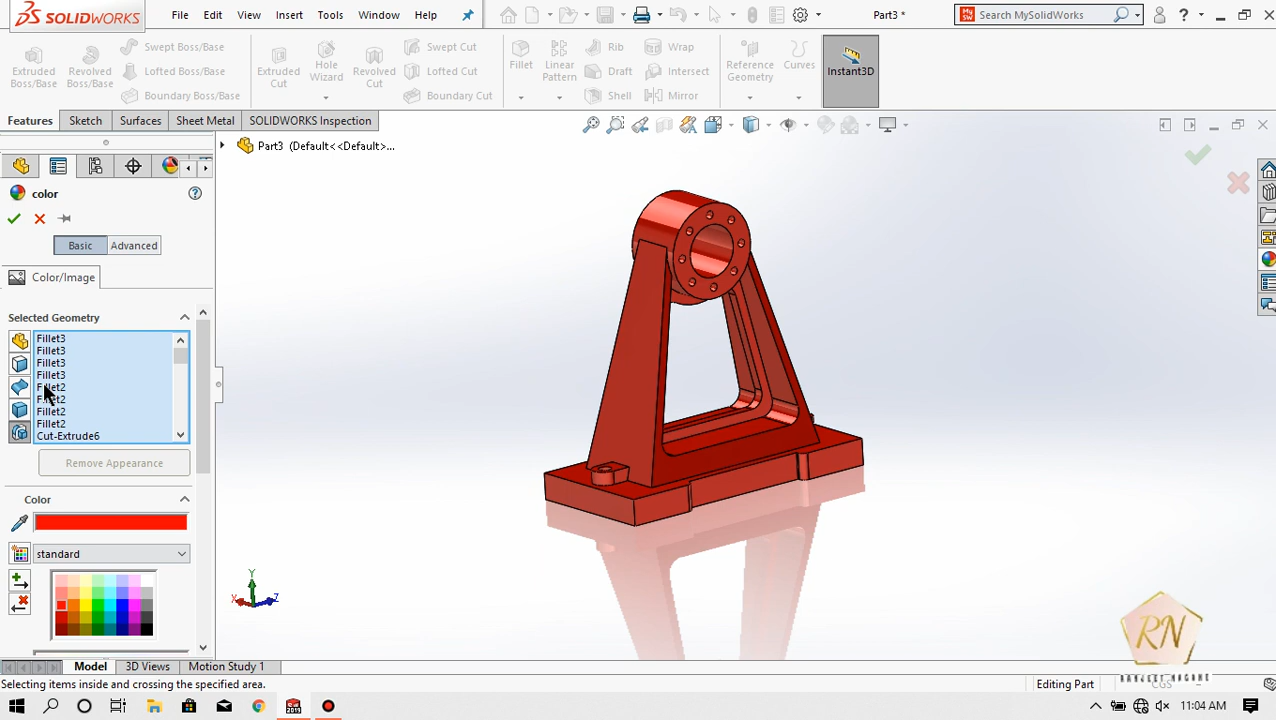 SOLIDWORKS File Edit View Insert Tools Window Help Part3 * Search MySolidWorks ?
Extruded Boss/Base
Revolved Boss/Base
Swept Boss/Base
Lofted Boss/Base
Boundary Boss/Base
Extruded Cut
Hole Wizard
Revolved Cut
Swept Cut
Lofted Cut
Boundary Cut
Fillet
Linear Pattern
Rib
Draft
Shell
Wrap
Intersect
Mirror
Reference Geometry
Curves
Instant3D
Features Sketch Surfaces Sheet Metal SOLIDWORKS Inspection
Part3 (Default<<Default>...
color
Basic Advanced
Color/Image
Selected Geometry
Fillet3
Fillet3
Fillet3
Fillet3
Fillet2
Fillet2
Fillet2
Fillet2
Cut-Extrude6
Remove Appearance
Color
standard
Y
X Z
RN
Model 3D Views Motion Study 1
Selecting items inside and crossing the specified area. Editing Part CGS
11:04 AM